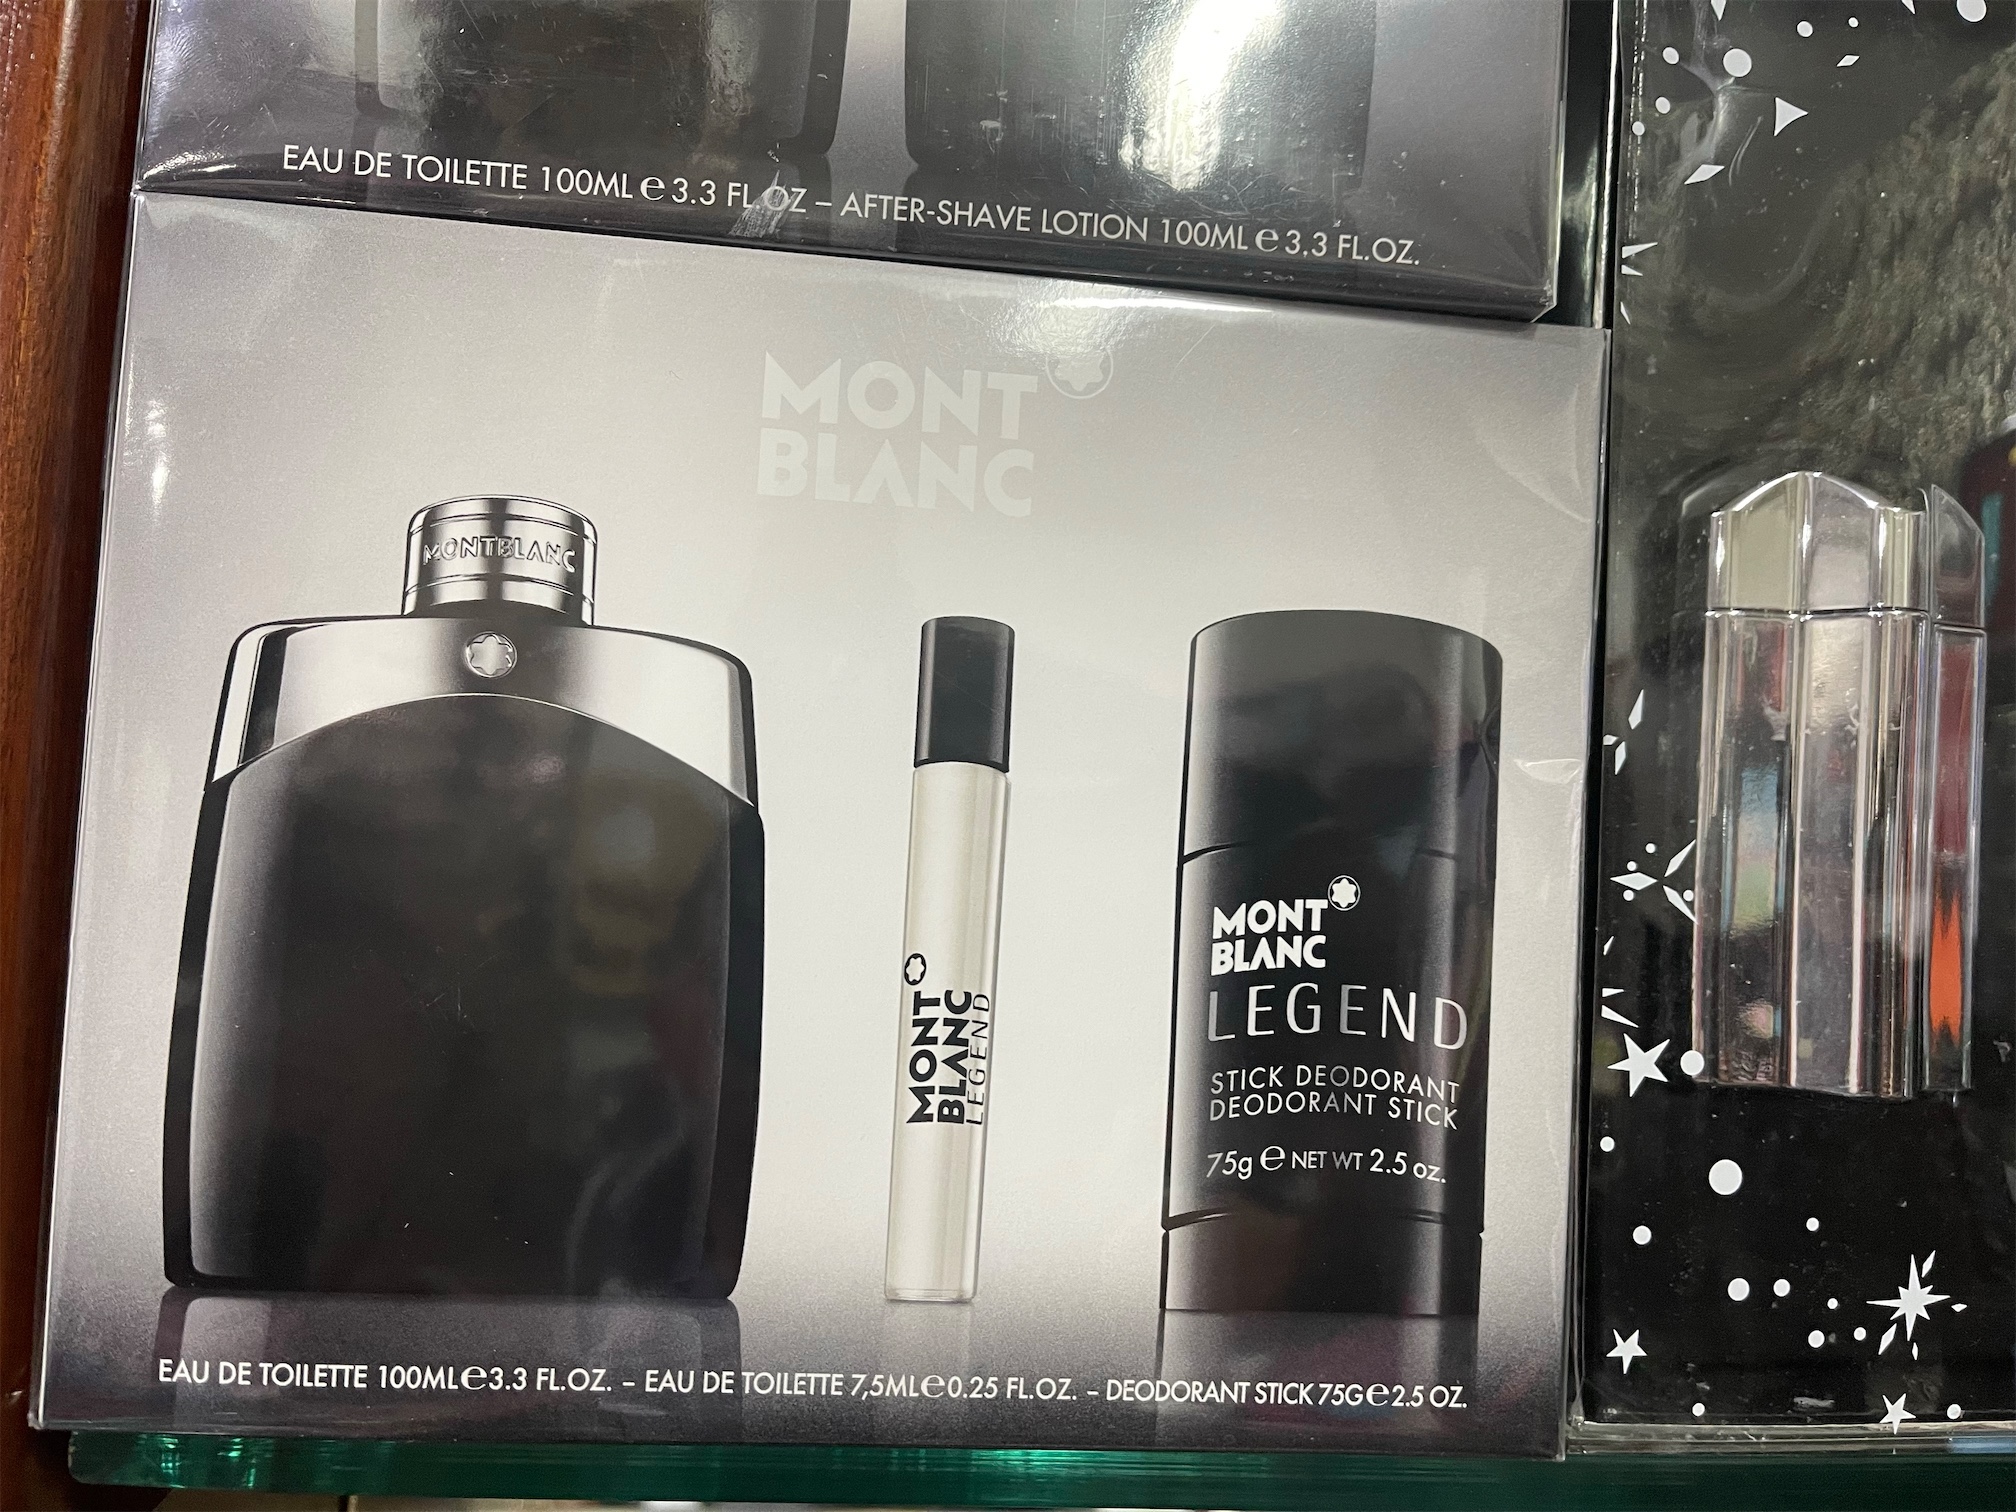 EAU DE TOILETTE 100ML e 3.3 FL.OZ – AFTER-SHAVE LOTION 100ML e 3.3 FL.OZ.
MONT
BLANC
MONTBLANC
MONT
BLANC
LEGEND
MONT
BLANC
LEGEND
STICK DEODORANT
DEODORANT STICK
75g e NET WT 2.5 oz.
EAU DE TOILETTE 100ML e 3.3 FL.OZ. – EAU DE TOILETTE 7,5ML e 0.25 FL.OZ. – DEODORANT STICK 75G e 2.5 OZ.